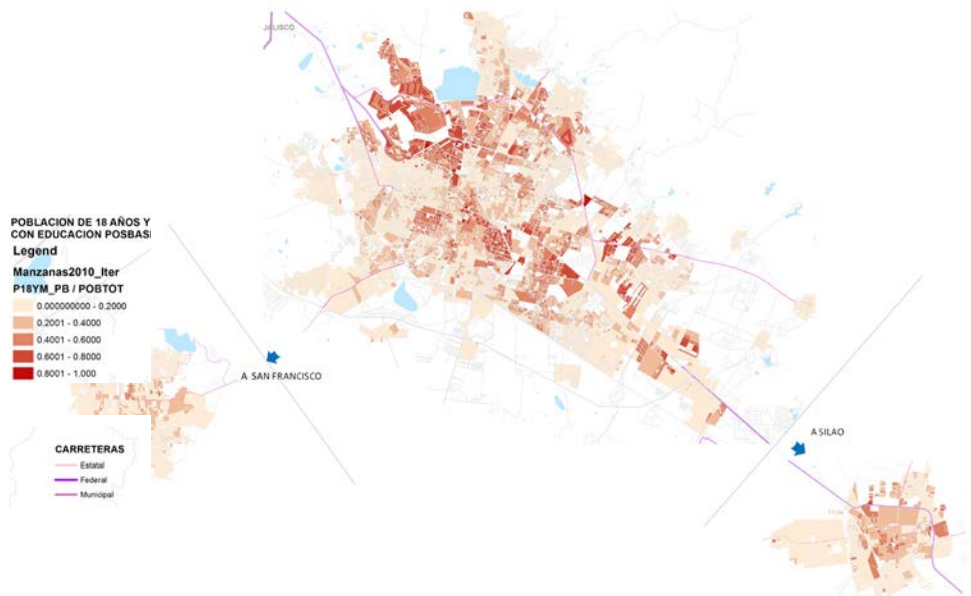 JALISCO
POBLACION DE 18 AÑOS Y
CON EDUCACION POSBASI
Legend
Manzanas2010_Iter
P18YM_PB / POBTOT
0.000000000 - 0.2000
0.2001 - 0.4000
0.4001 - 0.6000
0.6001 - 0.8000
0.8001 - 1.000
A SAN FRANCISCO
A SILAO
CARRETERAS
Estatal
Federal
Municipal